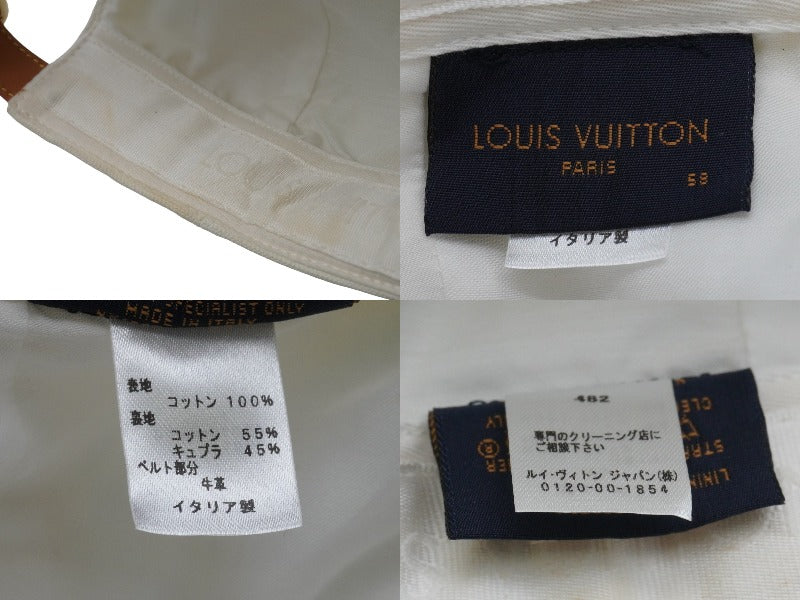 LOUIS VUITTON
PARIS
58
イタリア製
SPECIALIST ONLY
MADE IN ITALY
表地
コットン 100%
裏地
コットン 55%
キュプラ 45%
ベルト部分
牛革
イタリア製
482
専門のクリーニング店に
ご相談下さい
ルイ・ヴィトン ジャパン(株)
0120-00-1854